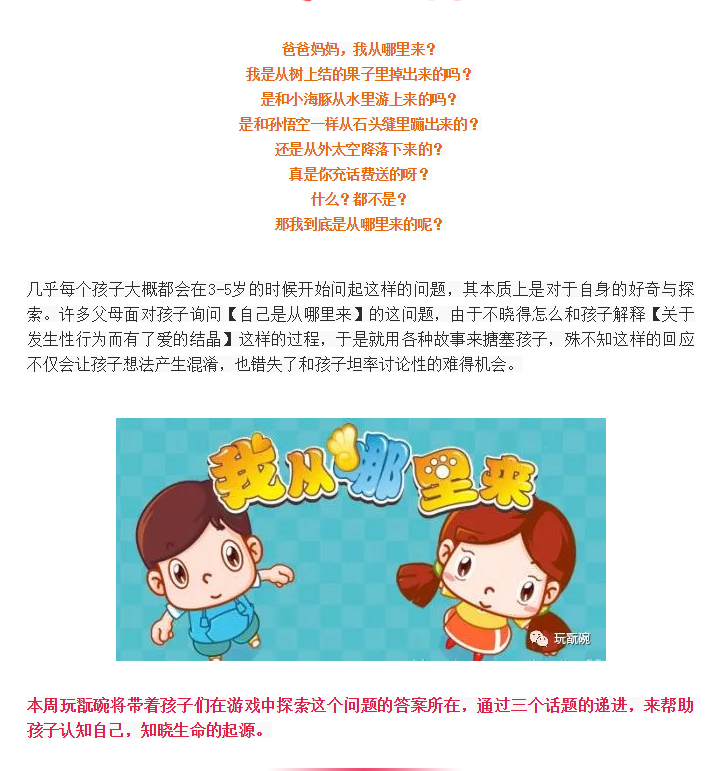 爸爸妈妈，我从哪里来？
我是从树上结的果子里掉出来的吗？
是和小海豚从水里游上来的吗？
是和孙悟空一样从石头缝里蹦出来的？
还是从外太空降落下来的？
真是你充话费送的呀？
什么？都不是？
那我到底是从哪里来的呢？
几乎每个孩子大概都会在3-5岁的时候开始问起这样的问题，其本质上是对于自身的好奇与探
索。许多父母面对孩子询问【自己是从哪里来】的这问题，由于不晓得怎么和孩子解释【关于
发生性行为而有了爱的结晶】这样的过程，于是就用各种故事来搪塞孩子，殊不知这样的回应
不仅会让孩子想法产生混淆，也错失了和孩子坦率讨论性的难得机会。
我从哪里来
玩翫碗
本周玩翫碗将带着孩子们在游戏中探索这个问题的答案所在，通过三个话题的递进，来帮助
孩子认知自己，知晓生命的起源。